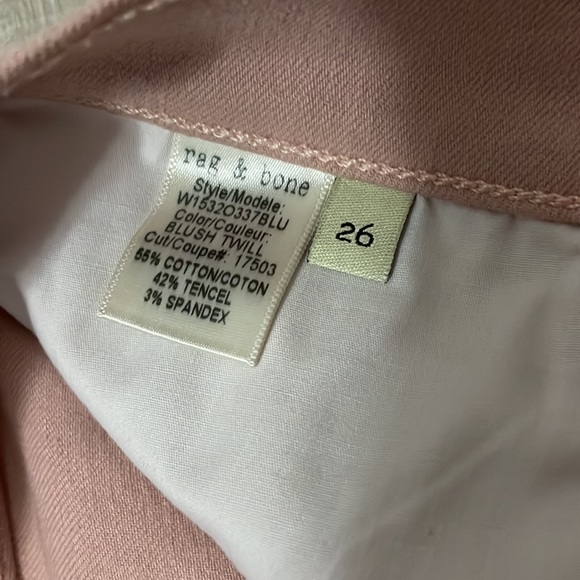 rag & bone
Style/Modèle:
W1532O337BLU
Color/Couleur:
BLUSH TWILL
Cut/Coupe#: 17503
55% COTTON/COTON
42% TENCEL
3% SPANDEX
26